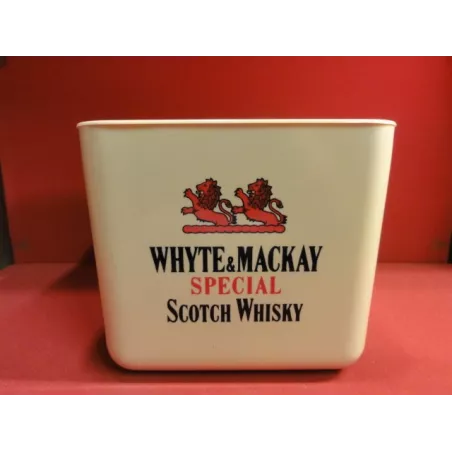 WHYTE & MACKAY
SPECIAL
SCOTCH WHISKY